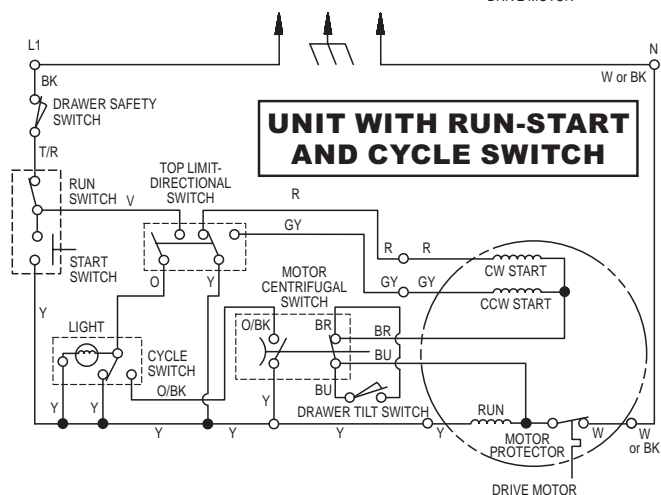 DRIVE MOTOR
L1
N
BK
W or BK
DRAWER SAFETY
SWITCH
UNIT WITH RUN-START
AND CYCLE SWITCH
T/R
TOP LIMIT-
DIRECTIONAL
SWITCH
RUN
SWITCH
V
R
GY
R
R
CW START
START
SWITCH
MOTOR
CENTRIFUGAL
SWITCH
GY
GY
CCW START
O
Y
Y
LIGHT
O/BK
BR
BR
CYCLE
SWITCH
BU
O/BK
BU
Y
Y
Y
DRAWER TILT SWITCH
RUN
Y
Y
Y
Y
MOTOR
PROTECTOR
W
W
or BK
DRIVE MOTOR